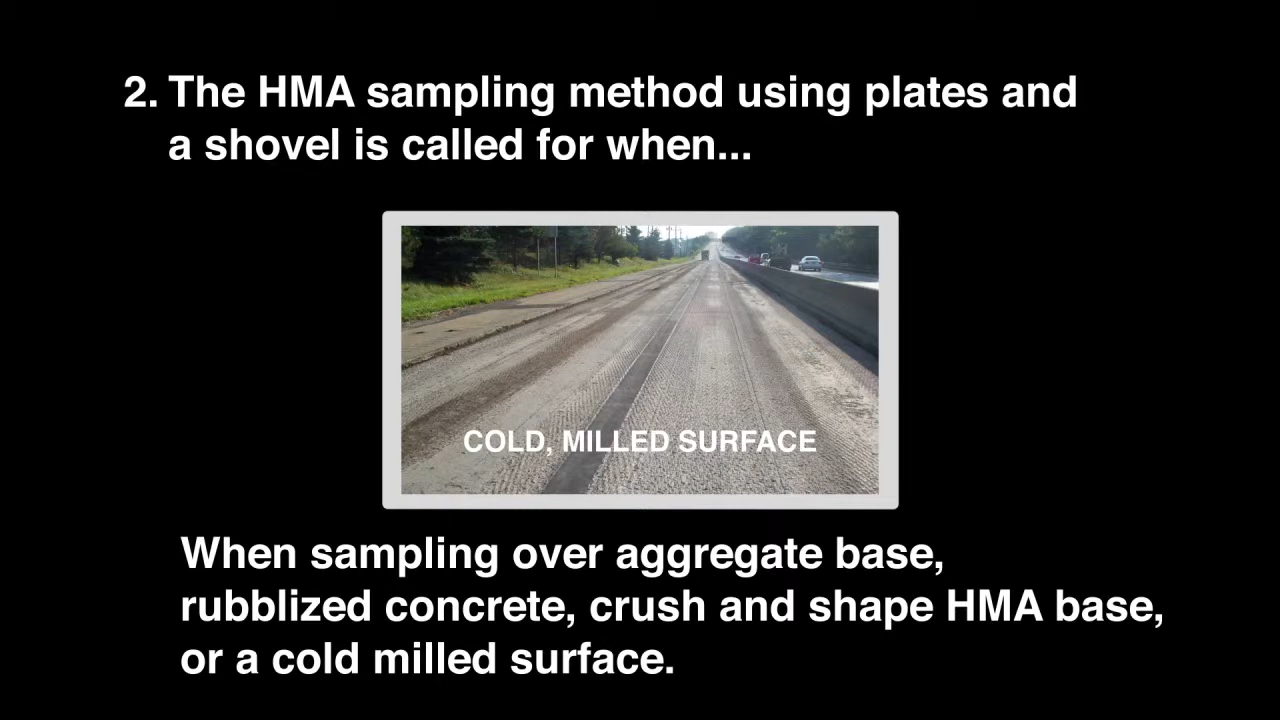 2. The HMA sampling method using plates and
a shovel is called for when...
COLD, MILLED SURFACE
When sampling over aggregate base,
rubblized concrete, crush and shape HMA base,
or a cold milled surface.